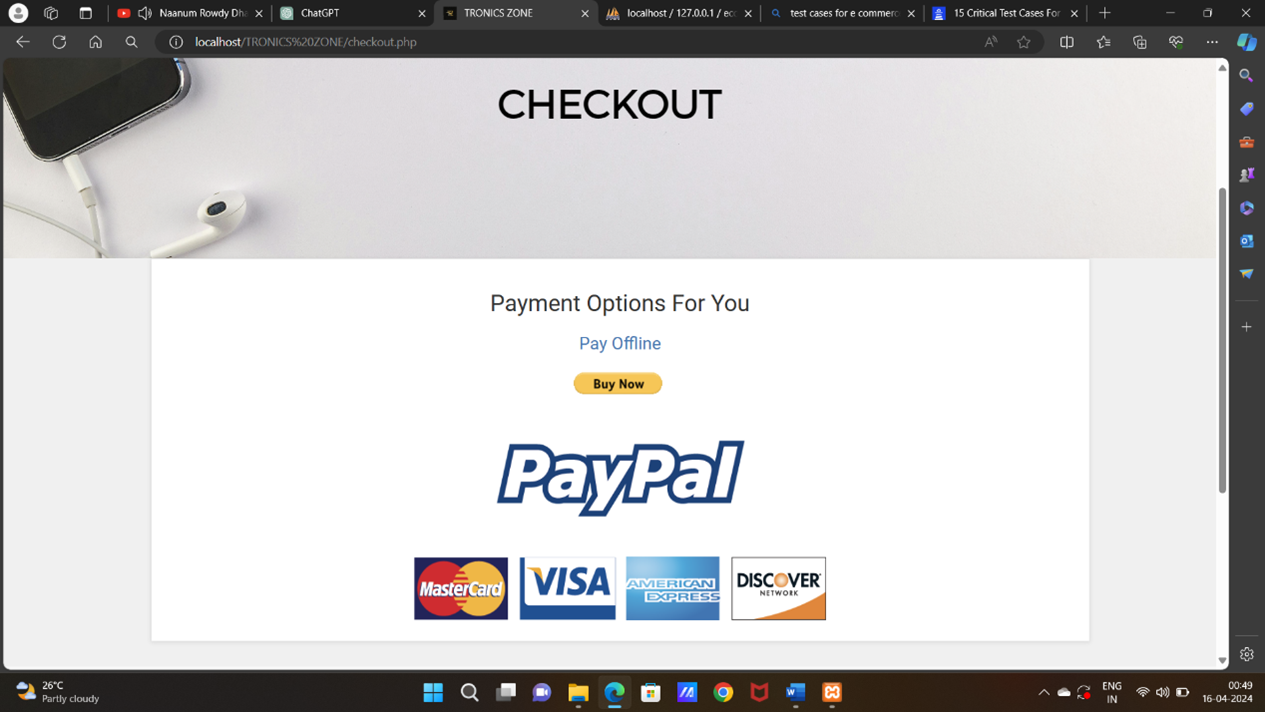 Naanum Rowdy Dha
ChatGPT
TRONICS ZONE
localhost / 127.0.0.1 / ec
test cases for e commerc
15 Critical Test Cases For
localhost/TRONICS%20ZONE/checkout.php
CHECKOUT
Payment Options For You
Pay Offline
Buy Now
PayPal
MasterCard
VISA
AMERICAN
EXPRESS
DISCOVER
NETWORK
26°C
Partly cloudy
ENG
IN
00:49
16-04-2024